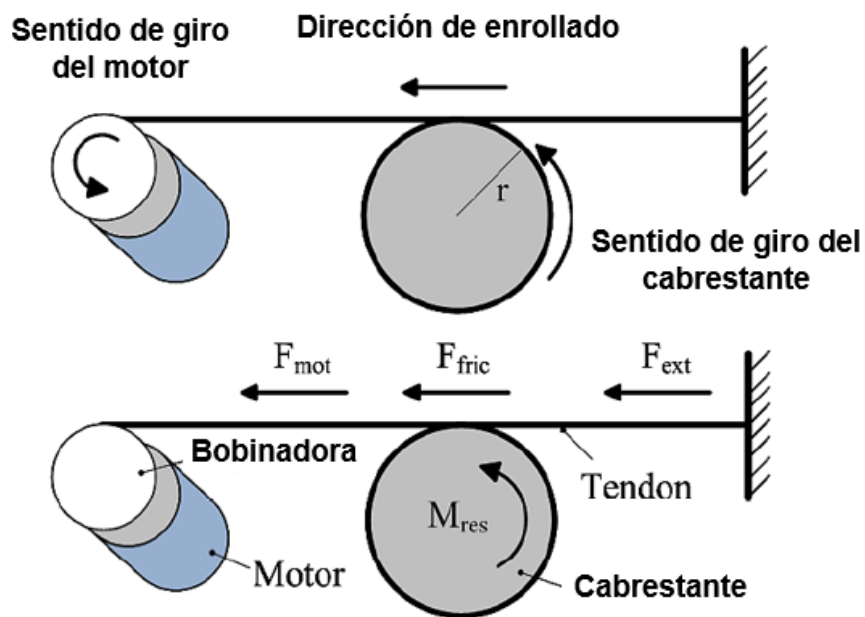 Sentido de giro
del motor
Dirección de enrollado
r
Sentido de giro del
cabrestante
F_mot
F_fric
F_ext
Bobinadora
Tendon
M_res
Motor
Cabrestante